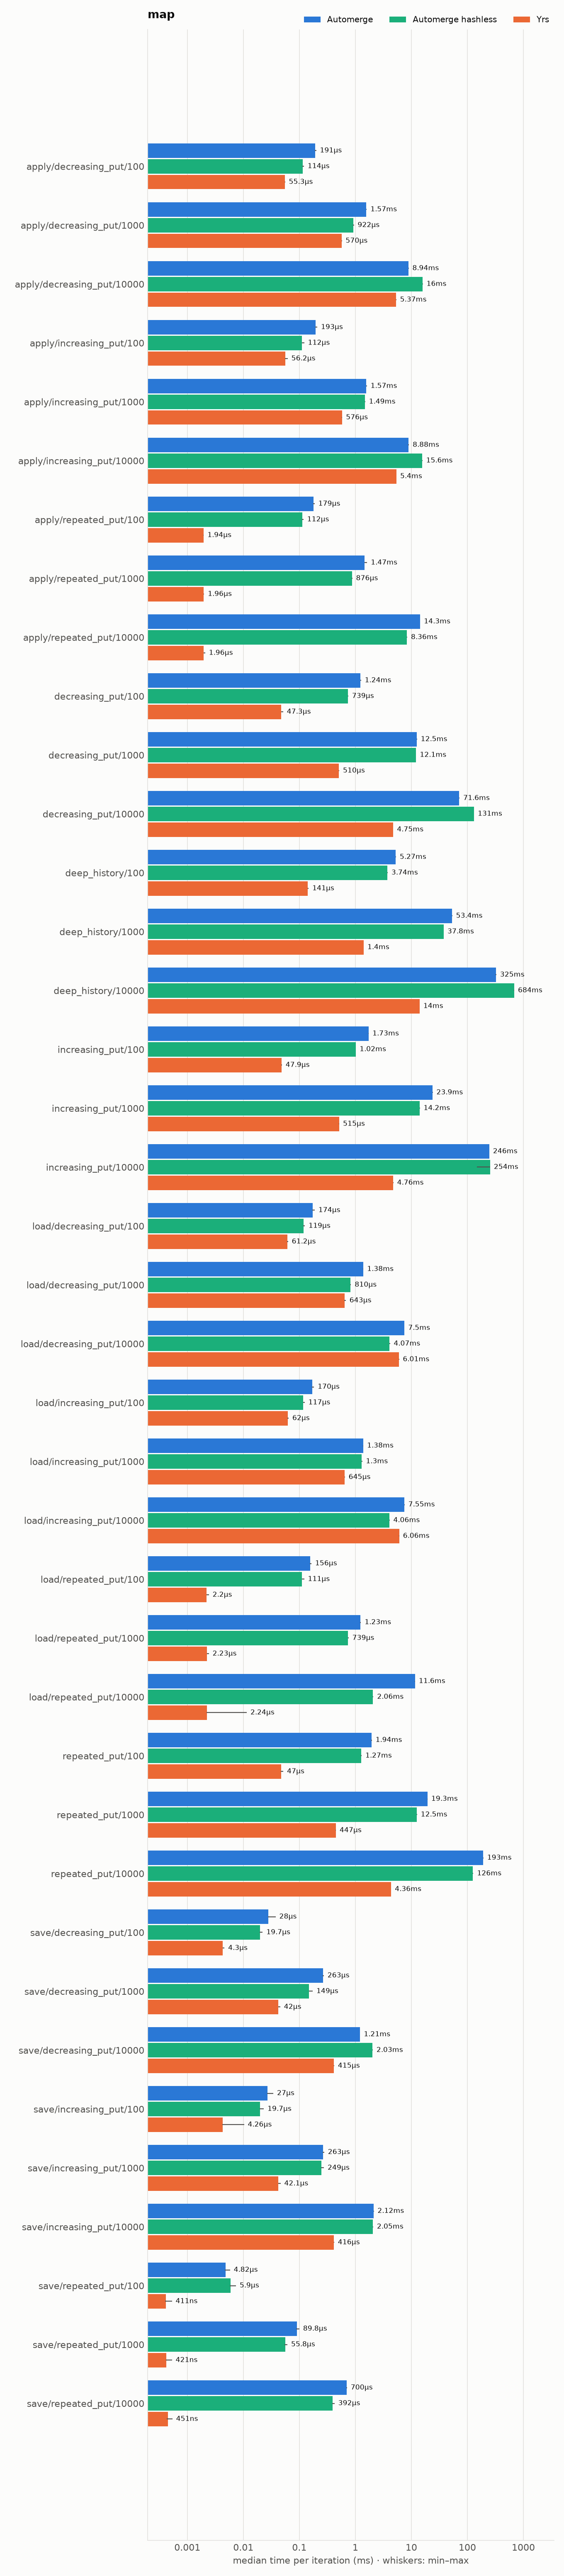 map
Automerge
Automerge hashless
Yrs
apply/decreasing_put/100
191µs
114µs
55.3µs
apply/decreasing_put/1000
1.57ms
922µs
570µs
apply/decreasing_put/10000
8.94ms
16ms
5.37ms
apply/increasing_put/100
193µs
112µs
56.2µs
apply/increasing_put/1000
1.57ms
1.49ms
576µs
apply/increasing_put/10000
8.88ms
15.6ms
5.4ms
apply/repeated_put/100
179µs
112µs
1.94µs
apply/repeated_put/1000
1.47ms
876µs
1.96µs
apply/repeated_put/10000
14.3ms
8.36ms
1.96µs
decreasing_put/100
1.24ms
739µs
47.3µs
decreasing_put/1000
12.5ms
12.1ms
510µs
decreasing_put/10000
71.6ms
131ms
4.75ms
deep_history/100
5.27ms
3.74ms
141µs
deep_history/1000
53.4ms
37.8ms
1.4ms
deep_history/10000
325ms
684ms
14ms
increasing_put/100
1.73ms
1.02ms
47.9µs
increasing_put/1000
23.9ms
14.2ms
515µs
increasing_put/10000
246ms
254ms
4.76ms
load/decreasing_put/100
174µs
119µs
61.2µs
load/decreasing_put/1000
1.38ms
810µs
643µs
load/decreasing_put/10000
7.5ms
4.07ms
6.01ms
load/increasing_put/100
170µs
117µs
62µs
load/increasing_put/1000
1.38ms
1.3ms
645µs
load/increasing_put/10000
7.55ms
4.06ms
6.06ms
load/repeated_put/100
156µs
111µs
2.2µs
load/repeated_put/1000
1.23ms
739µs
2.23µs
load/repeated_put/10000
11.6ms
2.06ms
2.24µs
repeated_put/100
1.94ms
1.27ms
47µs
repeated_put/1000
19.3ms
12.5ms
447µs
repeated_put/10000
193ms
126ms
4.36ms
save/decreasing_put/100
28µs
19.7µs
4.3µs
save/decreasing_put/1000
263µs
149µs
42µs
save/decreasing_put/10000
1.21ms
2.03ms
415µs
save/increasing_put/100
27µs
19.7µs
4.26µs
save/increasing_put/1000
263µs
249µs
42.1µs
save/increasing_put/10000
2.12ms
2.05ms
416µs
save/repeated_put/100
4.82µs
5.9µs
411ns
save/repeated_put/1000
89.8µs
55.8µs
421ns
save/repeated_put/10000
700µs
392µs
451ns
0.001
0.01
0.1
1
10
100
1000
median time per iteration (ms) · whiskers: min–max